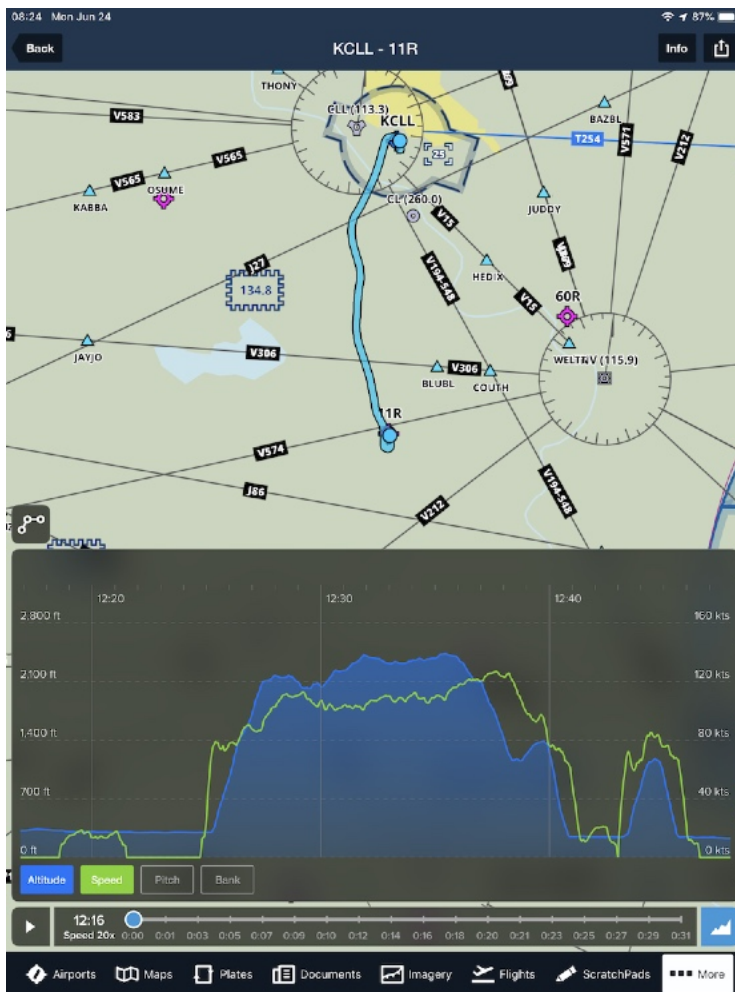 08:24 Mon Jun 24
87%
Back
KCLL - 11R
Info
THONY
CLL (113.3)
KCLL
BAZBL
V583
T254
V571
V212
25
V565
V565
OSUME
KABBA
CL (260.0)
V15
JUDDY
J27
V194-548
HEDIX
134.8
V15
60R
JAYJO
V306
V306
BLUBL
COUTH
11R
V574
J86
V212
V194-548
12:20
12:30
12:40
2,800 ft
160 kts
2,100 ft
120 kts
1,400 ft
80 kts
700 ft
40 kts
0 ft
0 kts
Altitude
Speed
Pitch
Bank
12:16
Speed 20x
0:00 0:01 0:03 0:05 0:07 0:09 0:10 0:12 0:14 0:16 0:18 0:20 0:21 0:23 0:25 0:27 0:29 0:31
Airports
Maps
Plates
Documents
Imagery
Flights
ScratchPads
More